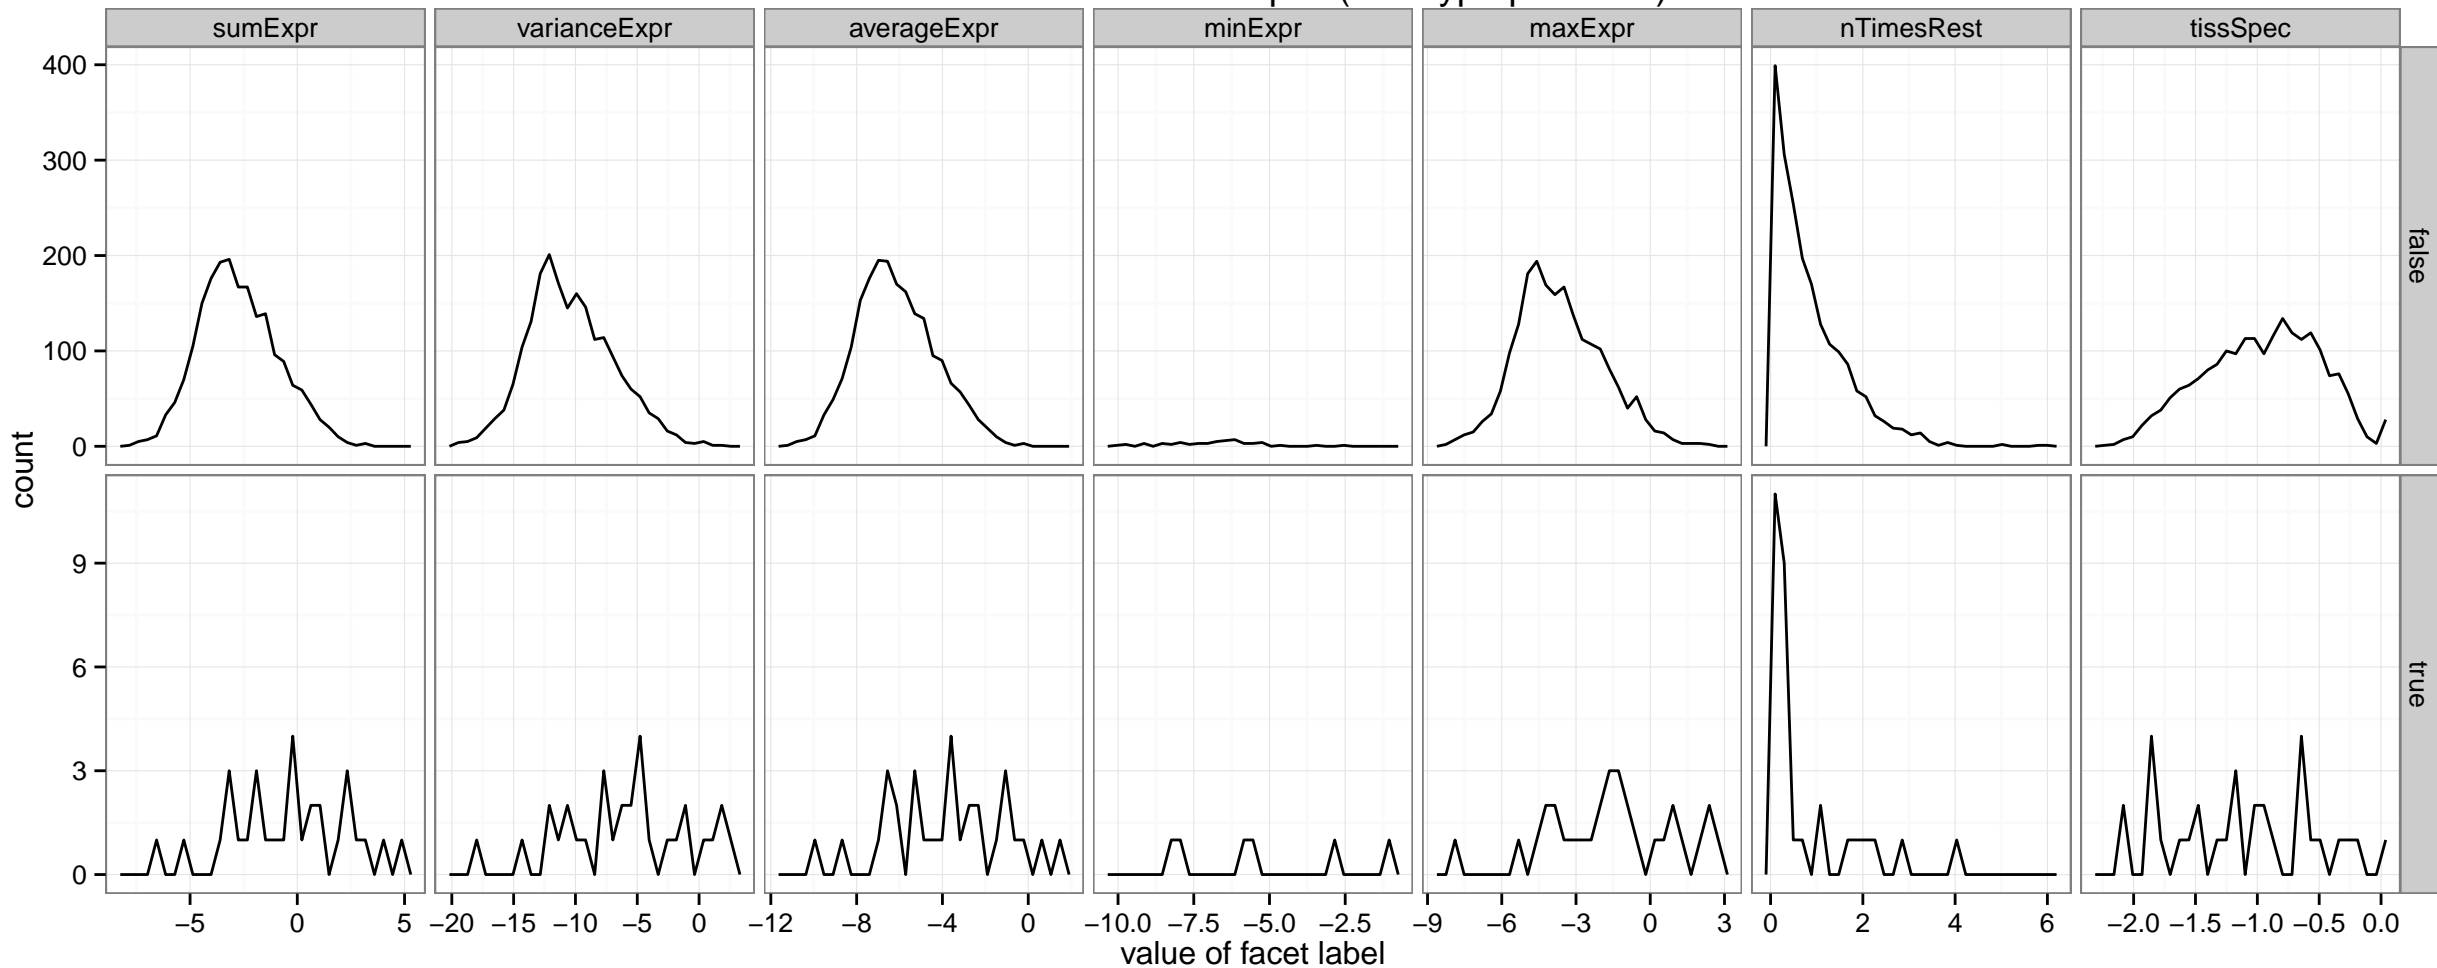 sumExpr varianceExpr averageExpr minExpr maxExpr nTimesRest tissSpec
400
300
200
100
0
false
count
9
6
3
0
true
−5 0 5 −20 −15 −10 −5 0 −12 −8 −4 0 −10.0 −7.5 −5.0 −2.5 −9 −6 −3 0 3 0 2 4 6 −2.0 −1.5 −1.0 −0.5 0.0
value of facet label